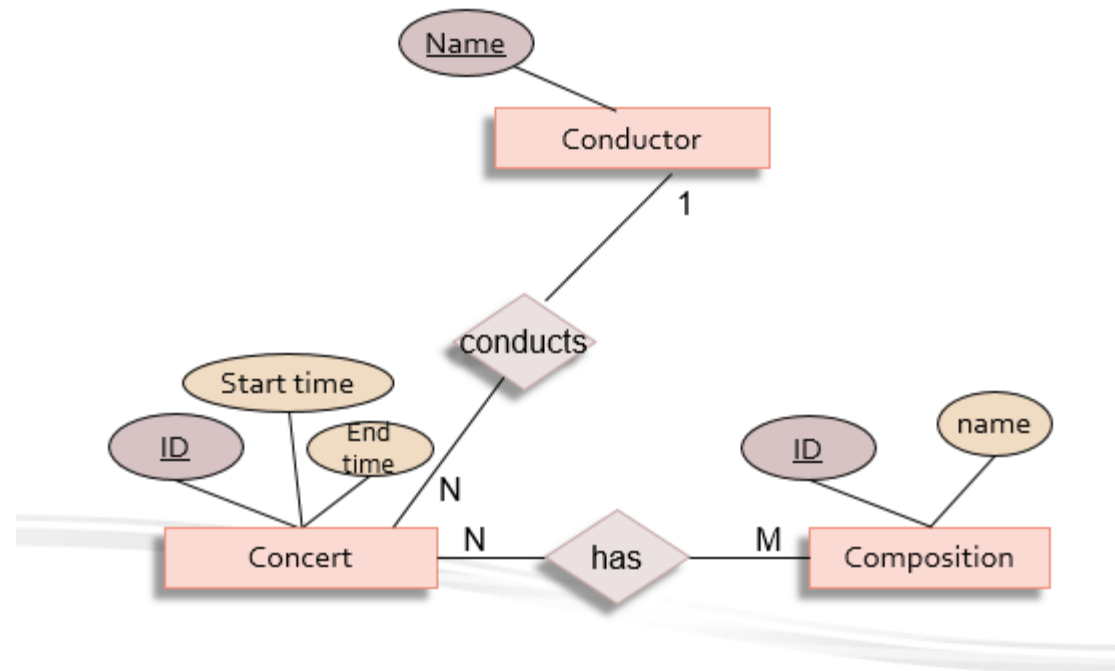 Name
Conductor
1
conducts
Start time
ID
End
time
N
name
ID
Concert
N
has
M
Composition